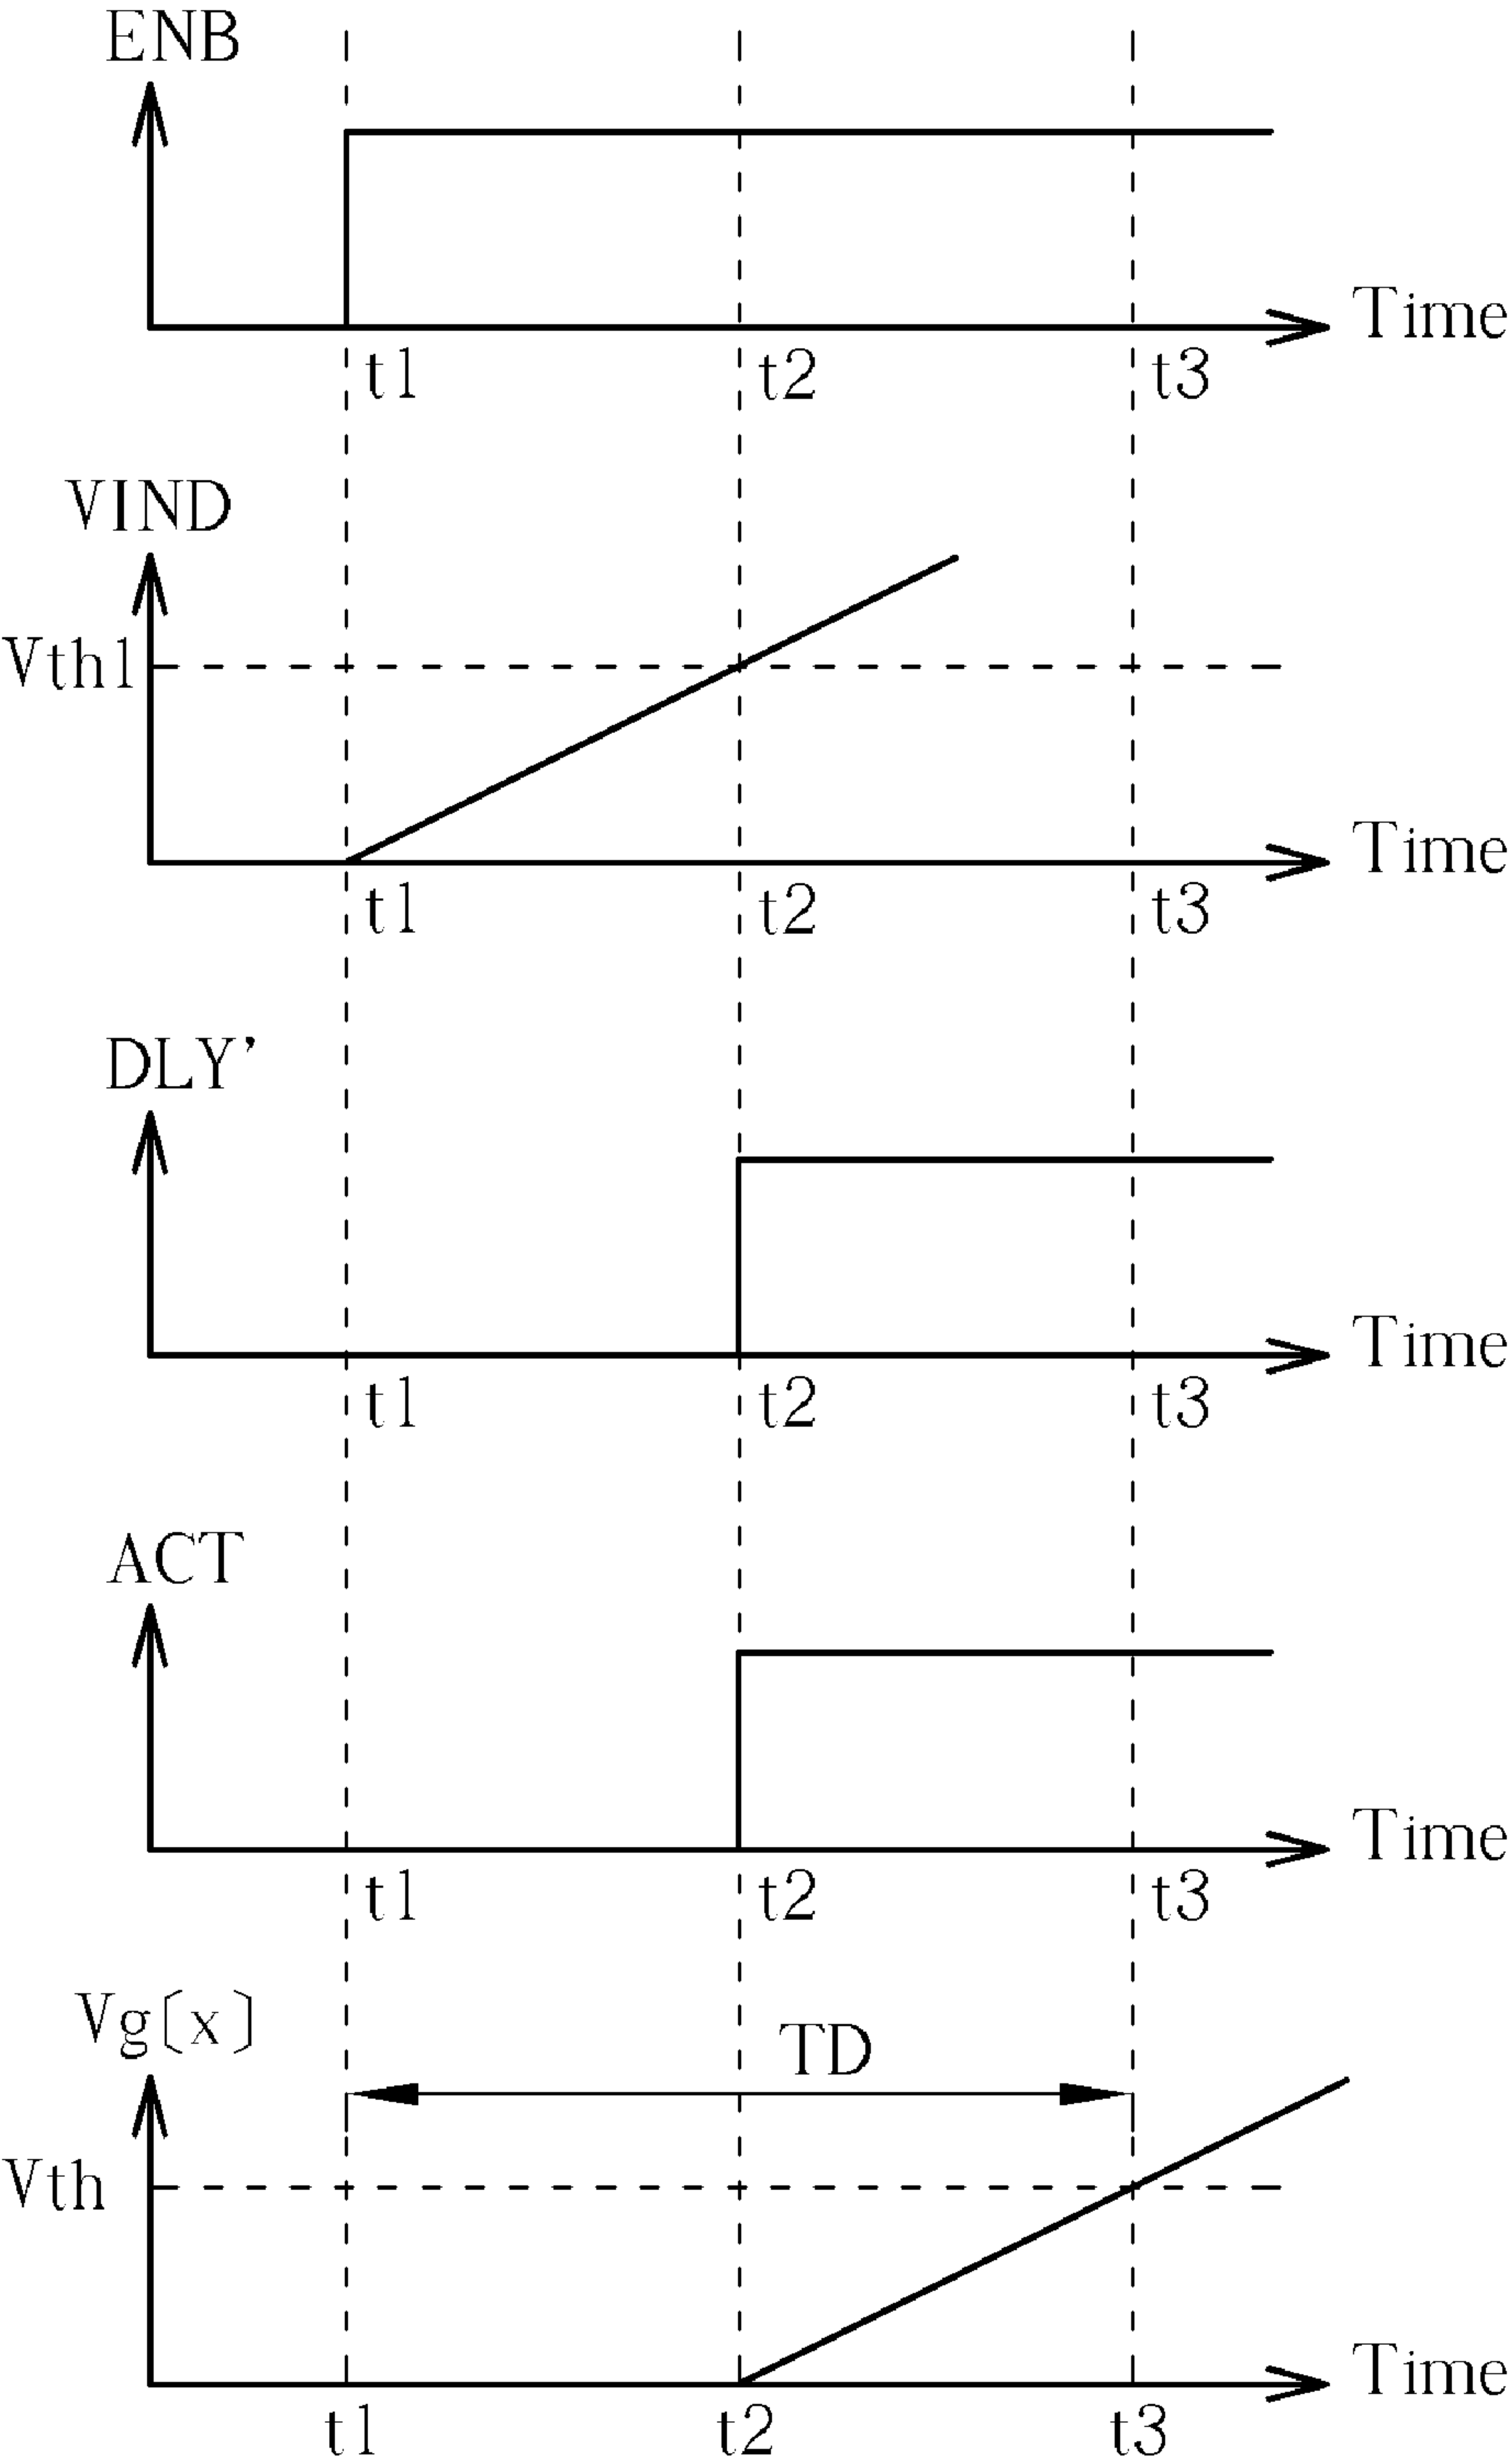 ENB
Time
t1 t2 t3
VIND
Vth1
Time
t1 t2 t3
DLY’
Time
t1 t2 t3
ACT
Time
t1 t2 t3
Vg(x)
TD
Vth
Time
t1 t2 t3